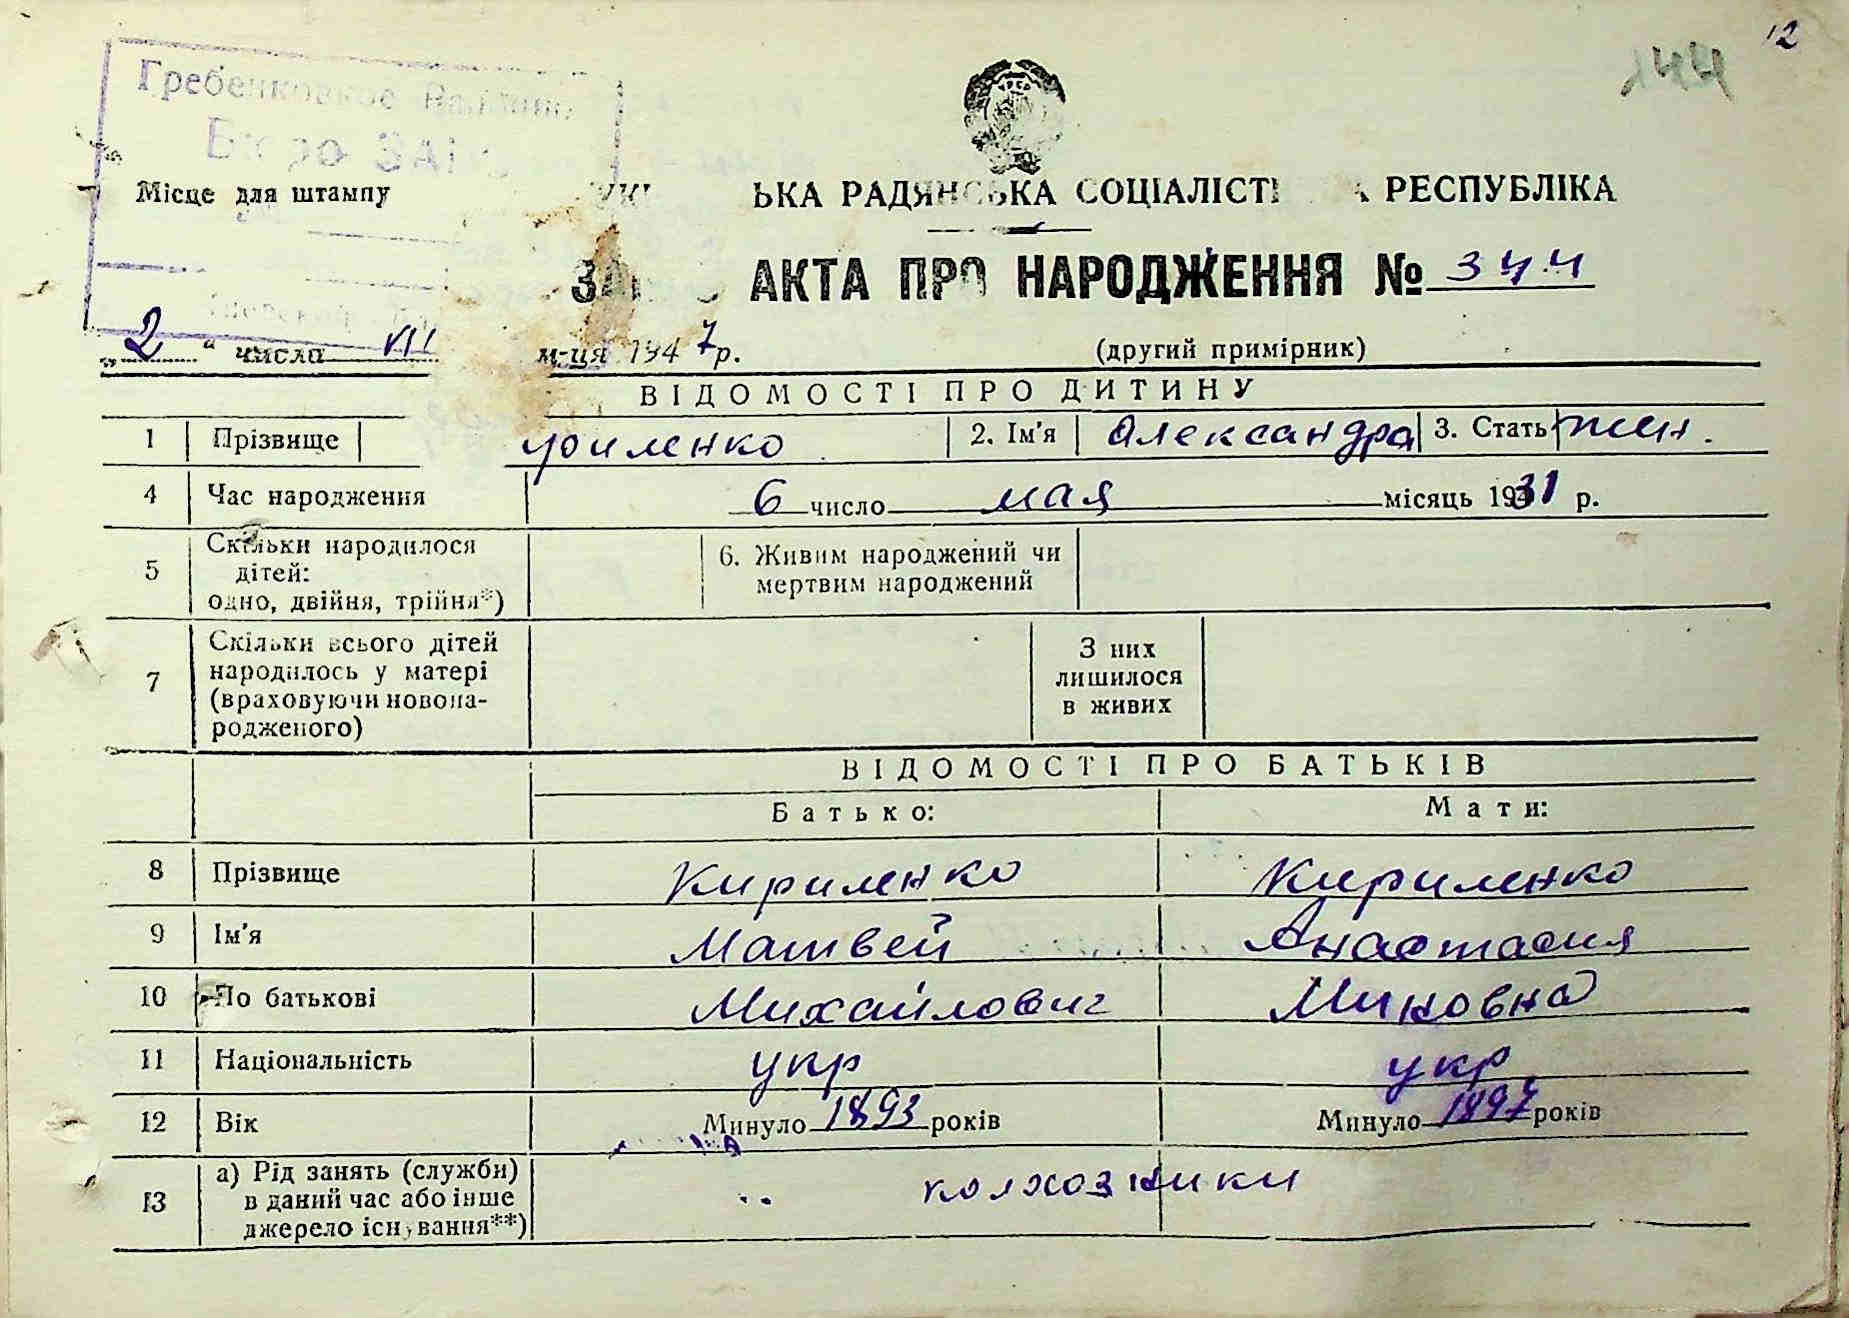 12
144
Гребенковское
Бюро ЗАГС
Місце для штампу
ЬКА РАДЯНСЬКА СОЦІАЛІСТИ РЕСПУБЛІКА
ЗАПИС АКТА ПРО НАРОДЖЕННЯ № 344
„2“ числа VII м-ця 1947 р. (другий примірник)
ВІДОМОСТІ ПРО ДИТИНУ
1 Прізвище ириленко 2. Ім'я Александра 3. Стать жен.
4 Час народження 6 число мая місяць 1931 р.
5 Скільки народилося дітей: одно, двійня, трійня*) 6. Живим народжений чи мертвим народжений
7 Скільки всього дітей народилось у матері (враховуючи новонародженого) З них лишилося в живих
ВІДОМОСТІ ПРО БАТЬКІВ
Батько: Мати:
8 Прізвище Кириленко Кириленко
9 Ім'я Матвей Анастасия
10 По батькові Михайлович Миновна
11 Національність укр укр
12 Вік Минуло 1893 років Минуло 1897 років
13 а) Рід занять (служби) в даний час або інше джерело існування**) колхозники